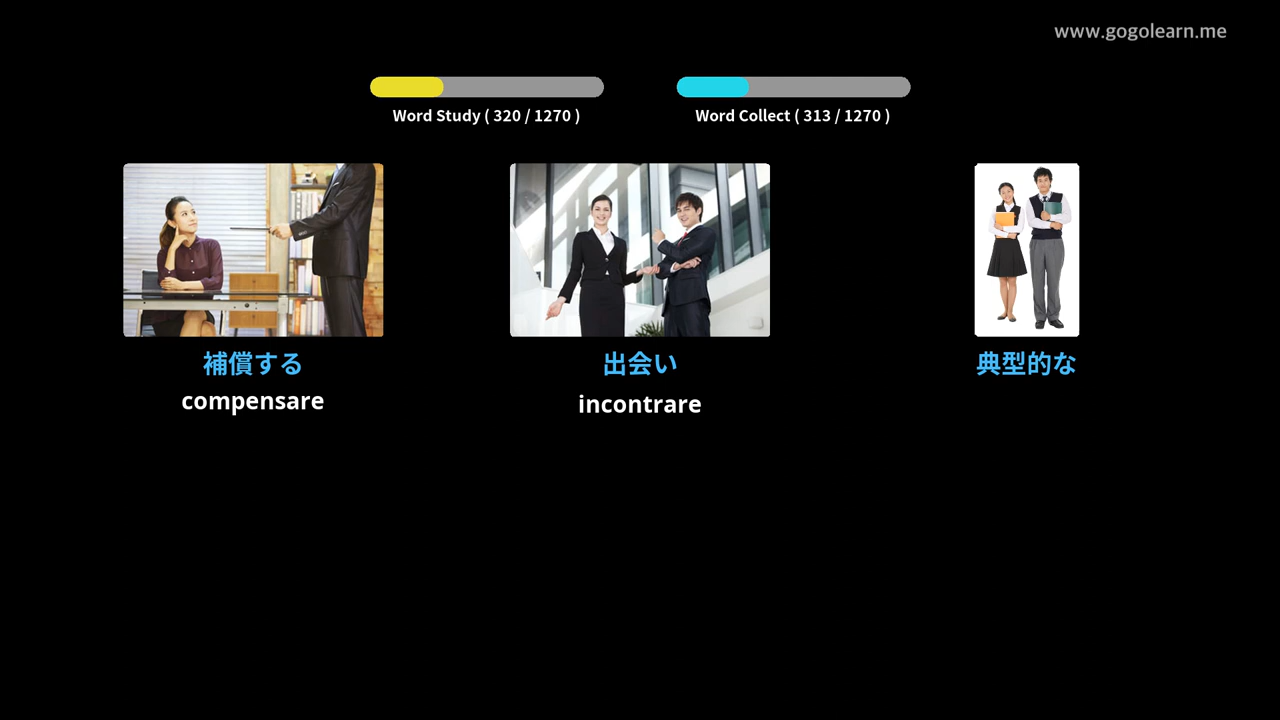 www.gogolearn.me
Word Study ( 320 / 1270 )
Word Collect ( 313 / 1270 )
補償する
compensare
出会い
incontrare
典型的な